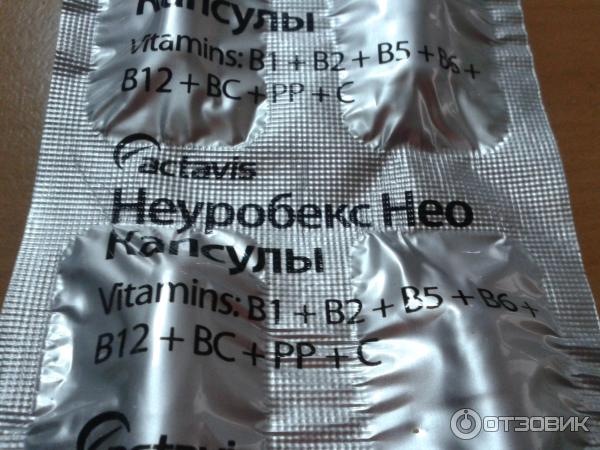 Капсулы
Vitamins: B1 + B2 + B5 + B6 +
B12 + BC + PP + C
actavis
Неуробекс Нео
Капсулы
Vitamins: B1 + B2 + B5 + B6 +
B12 + BC + PP + C
actavis
ОТЗОВИК